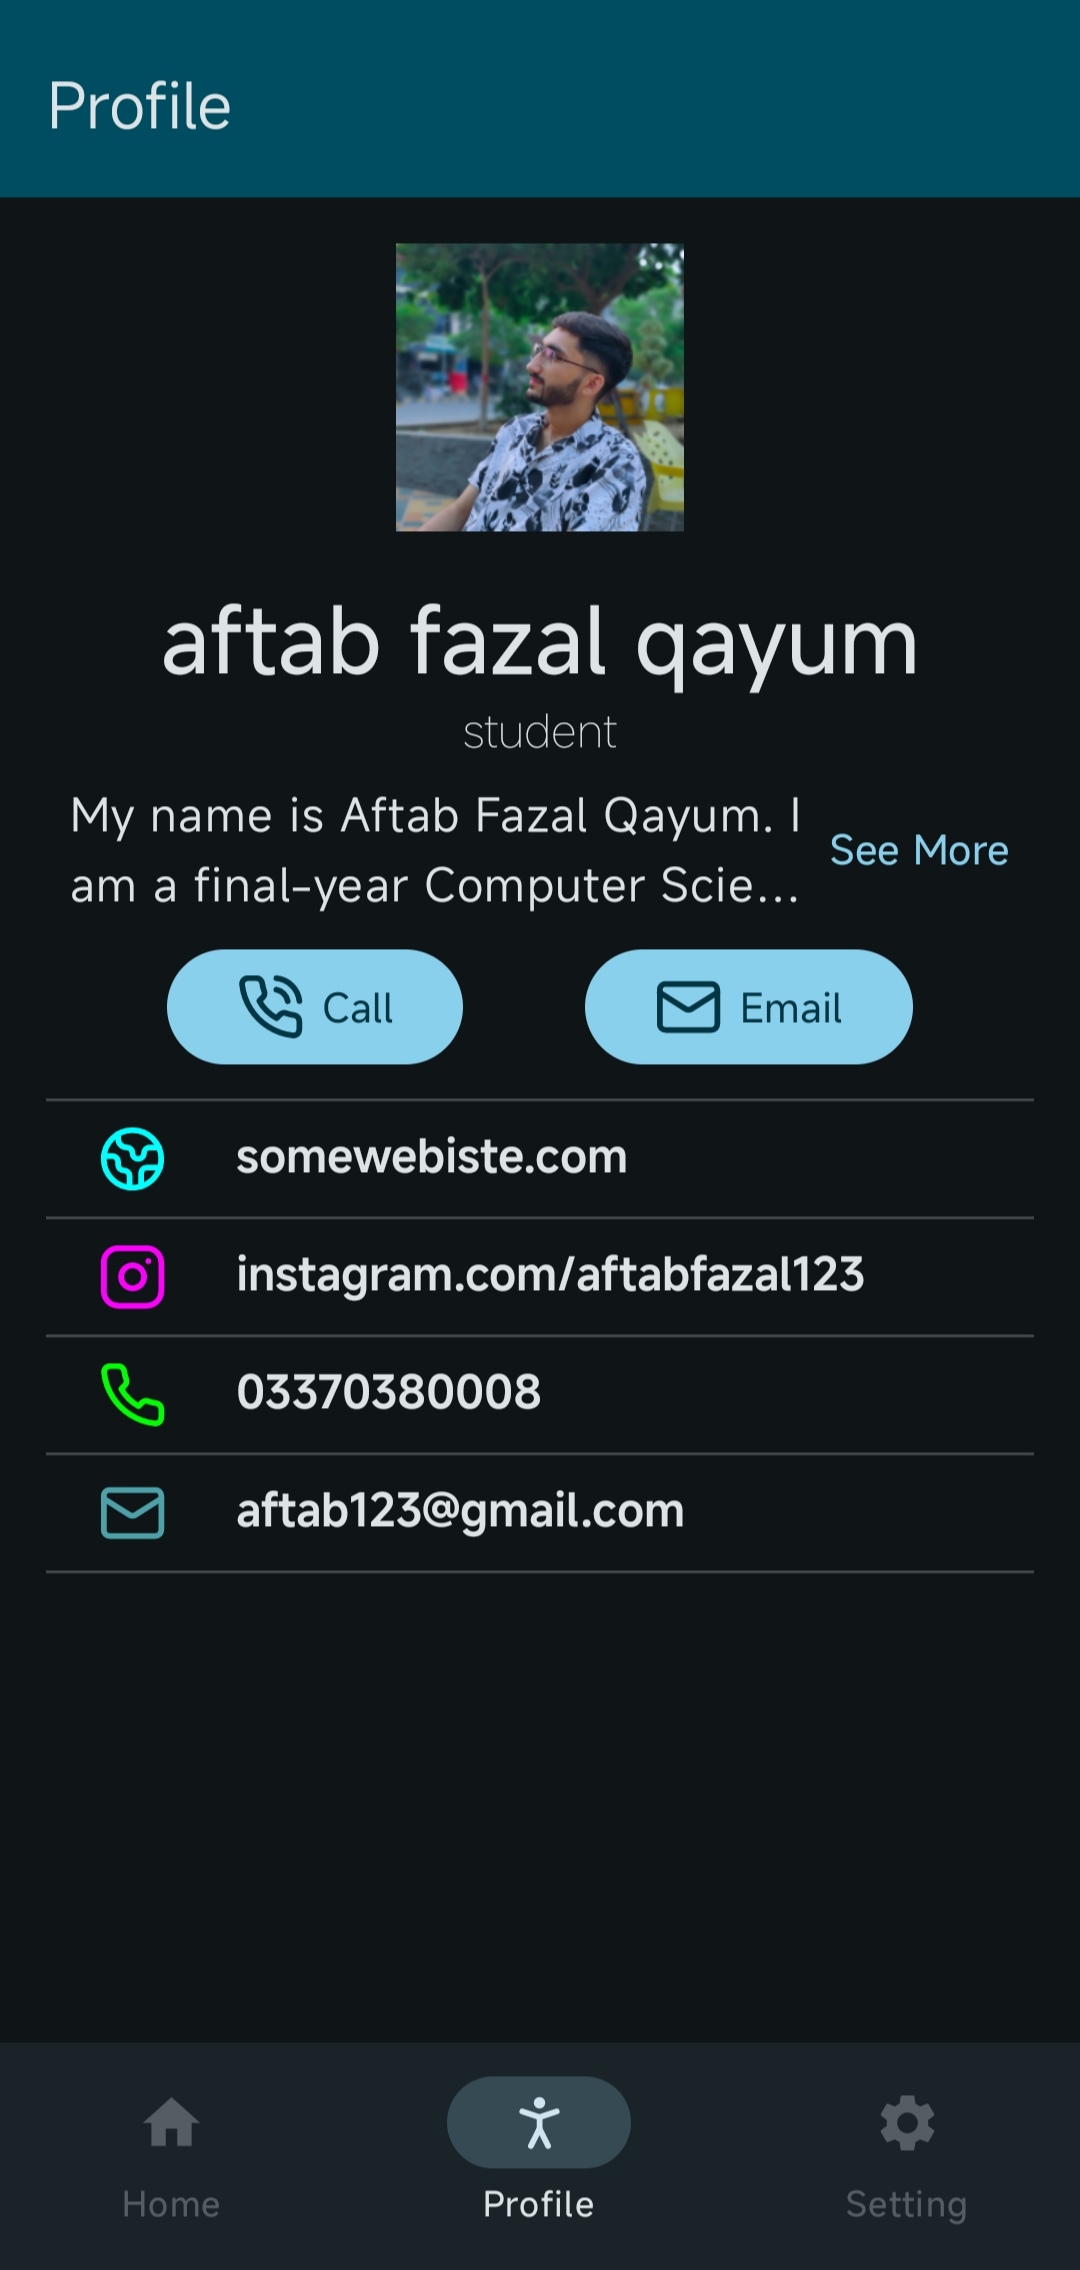 Profile
aftab fazal qayum
student
My name is Aftab Fazal Qayum. I
am a final-year Computer Scie...
See More
Call
Email
somewebiste.com
instagram.com/aftabfazal123
03370380008
aftab123@gmail.com
Home
Profile
Setting